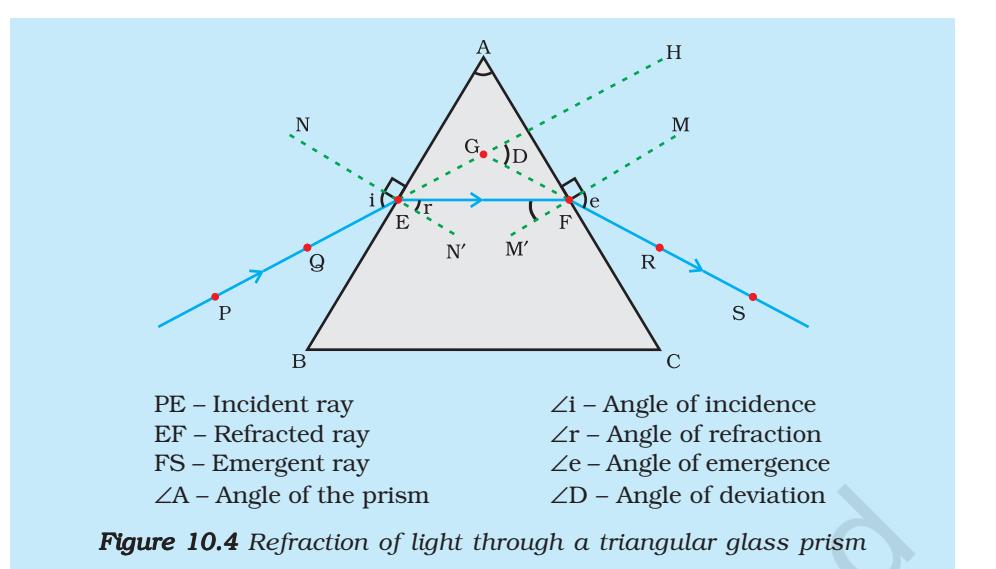 A
H
N
M
G
D
i
r
e
E
F
N′
M′
Q
R
P
S
B
C
PE – Incident ray
∠i – Angle of incidence
EF – Refracted ray
∠r – Angle of refraction
FS – Emergent ray
∠e – Angle of emergence
∠A – Angle of the prism
∠D – Angle of deviation
Figure 10.4 Refraction of light through a triangular glass prism
d